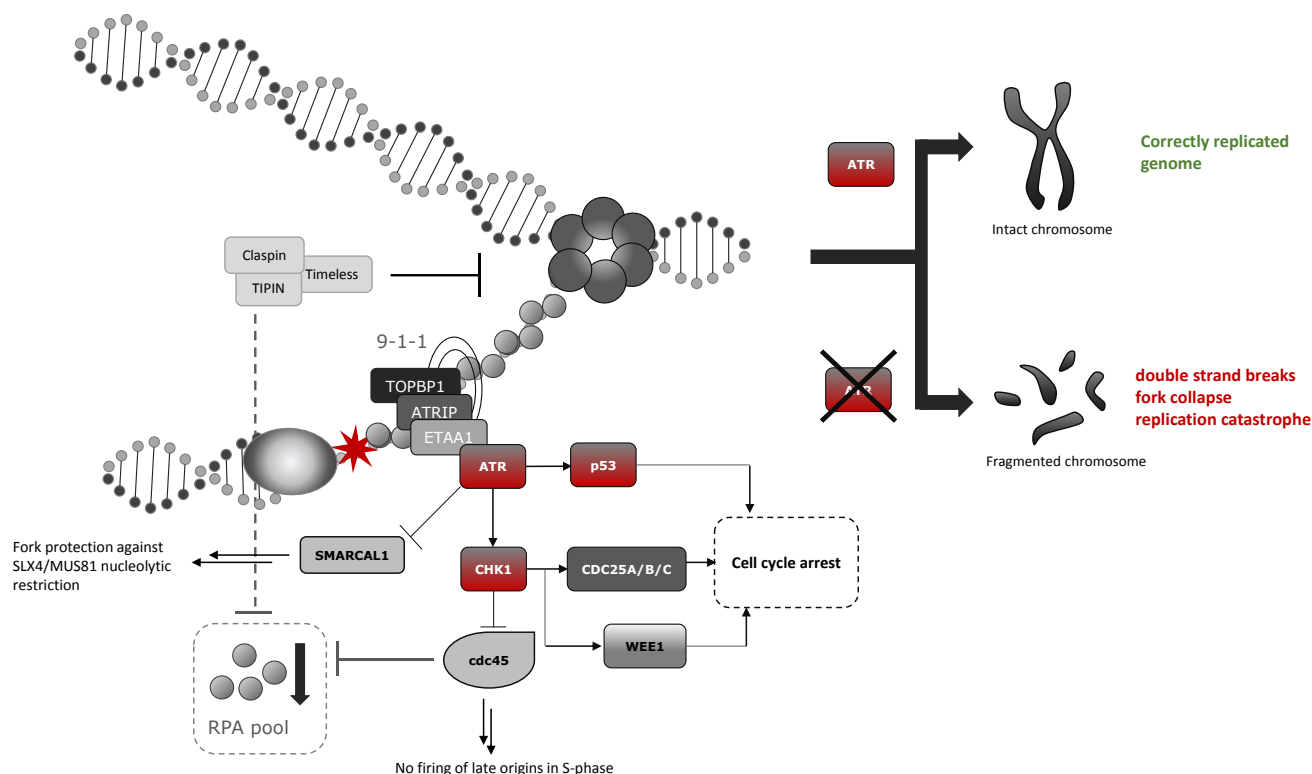 Claspin
TIPIN
Timeless
9-1-1
TOPBP1
ATRIP
ETAA1
ATR
p53
SMARCAL1
Fork protection against
SLX4/MUS81 nucleolytic
restriction
CHK1
CDC25A/B/C
Cell cycle arrest
WEE1
cdc45
RPA pool
No firing of late origins in S-phase
ATR
Correctly replicated
genome
Intact chromosome
ATR
double strand breaks
fork collapse
replication catastrophe
Fragmented chromosome